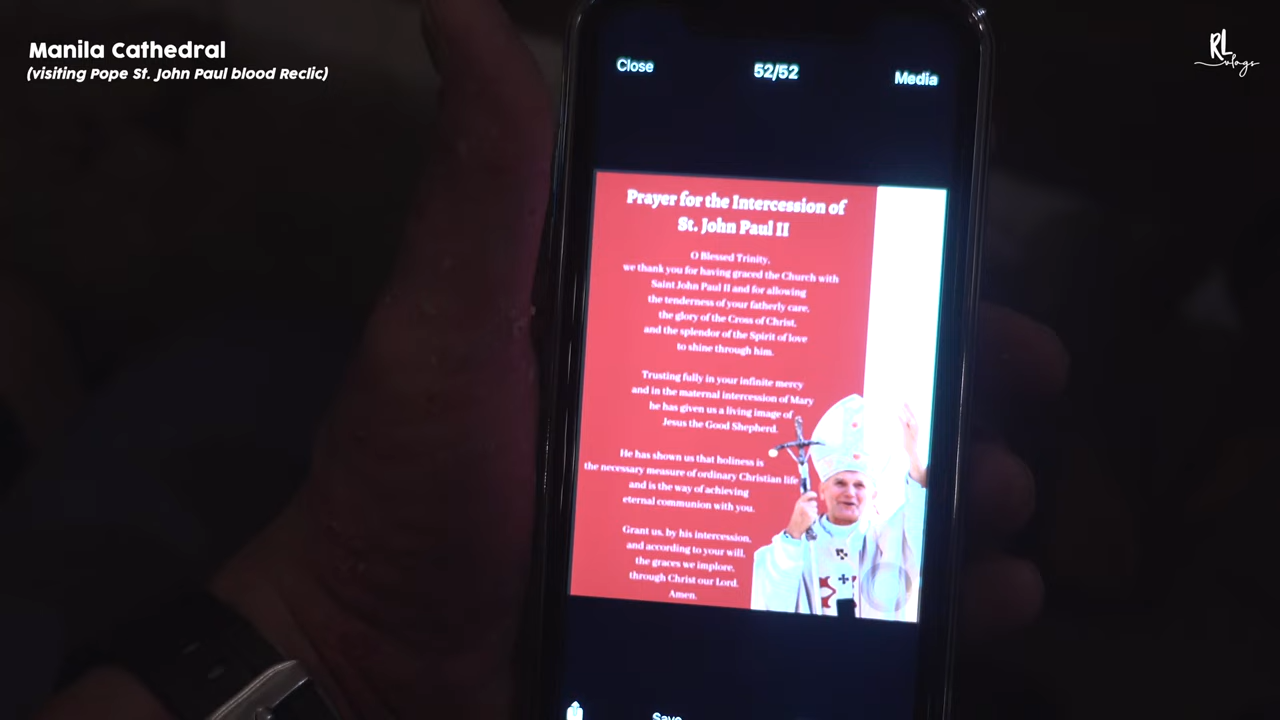 Manila Cathedral
(visiting Pope St. John Paul blood Reclic)
RL
vlogs
Close
52/52
Media
Prayer for the Intercession of
St. John Paul II
O Blessed Trinity,
we thank you for having graced the Church with
Saint John Paul II and for allowing
the tenderness of your fatherly care,
the glory of the Cross of Christ,
and the splendor of the Spirit of love
to shine through him.
Trusting fully in your infinite mercy
and in the maternal intercession of Mary
he has given us a living image of
Jesus the Good Shepherd.
He has shown us that holiness is
the necessary measure of ordinary Christian life
and is the way of achieving
eternal communion with you.
Grant us, by his intercession,
and according to your will,
the graces we implore,
through Christ our Lord.
Amen.
Save